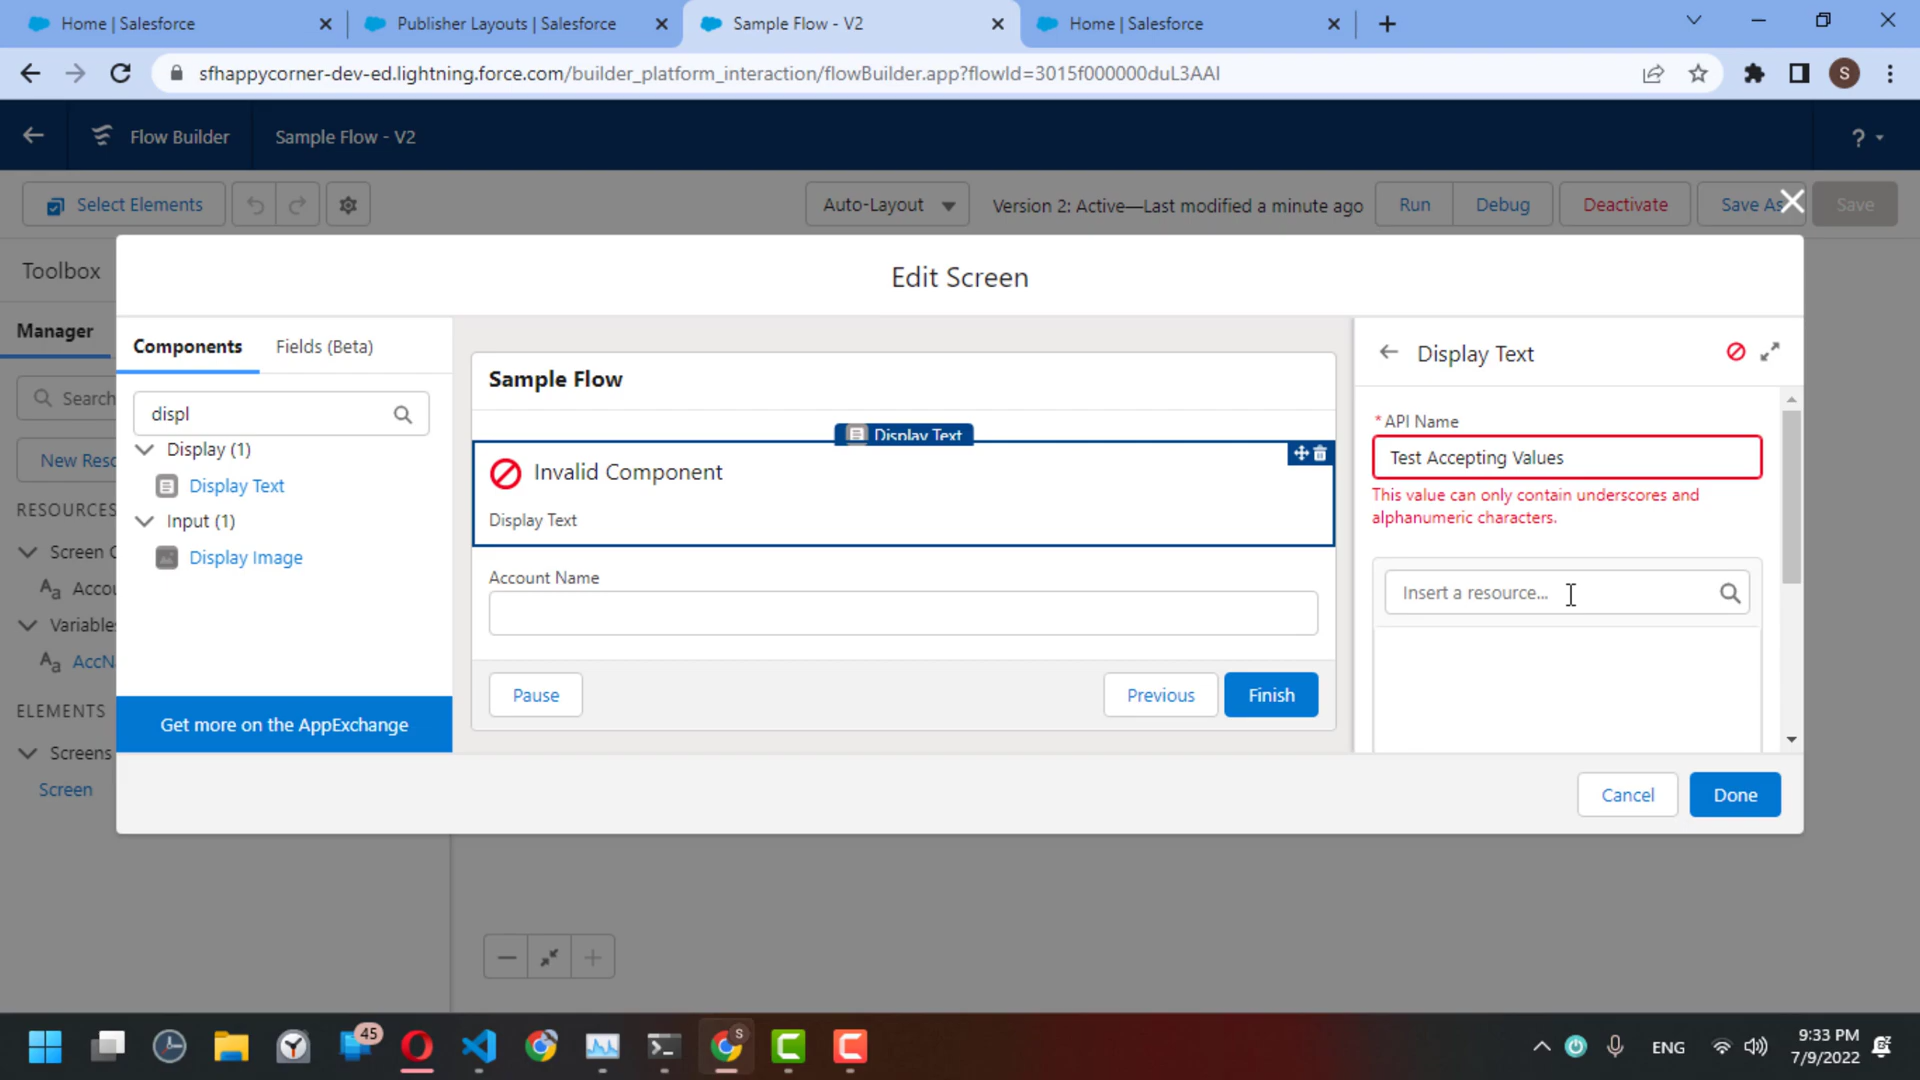 Home | Salesforce
Publisher Layouts | Salesforce
Sample Flow - V2
Home | Salesforce
sfhappycorner-dev-ed.lightning.force.com/builder_platform_interaction/flowBuilder.app?flowId=3015f000000duL3AAI
S
Flow Builder
Sample Flow - V2
?
Select Elements
Auto-Layout
Version 2: Active—Last modified a minute ago
Run
Debug
Deactivate
Save As
Save
Toolbox
Edit Screen
Manager
Components
Fields (Beta)
Sample Flow
Display Text
Search
displ
Display Text
* API Name
Test Accepting Values
This value can only contain underscores and
alphanumeric characters.
Display (1)
New Reso
Display Text
Invalid Component
Display Text
RESOURCES
Input (1)
Screen C
Display Image
Accou
Account Name
Insert a resource...
Variables
AccN
Pause
Previous
Finish
ELEMENTS
Get more on the AppExchange
Screens
Screen
Cancel
Done
45
S
ENG
9:33 PM
7/9/2022